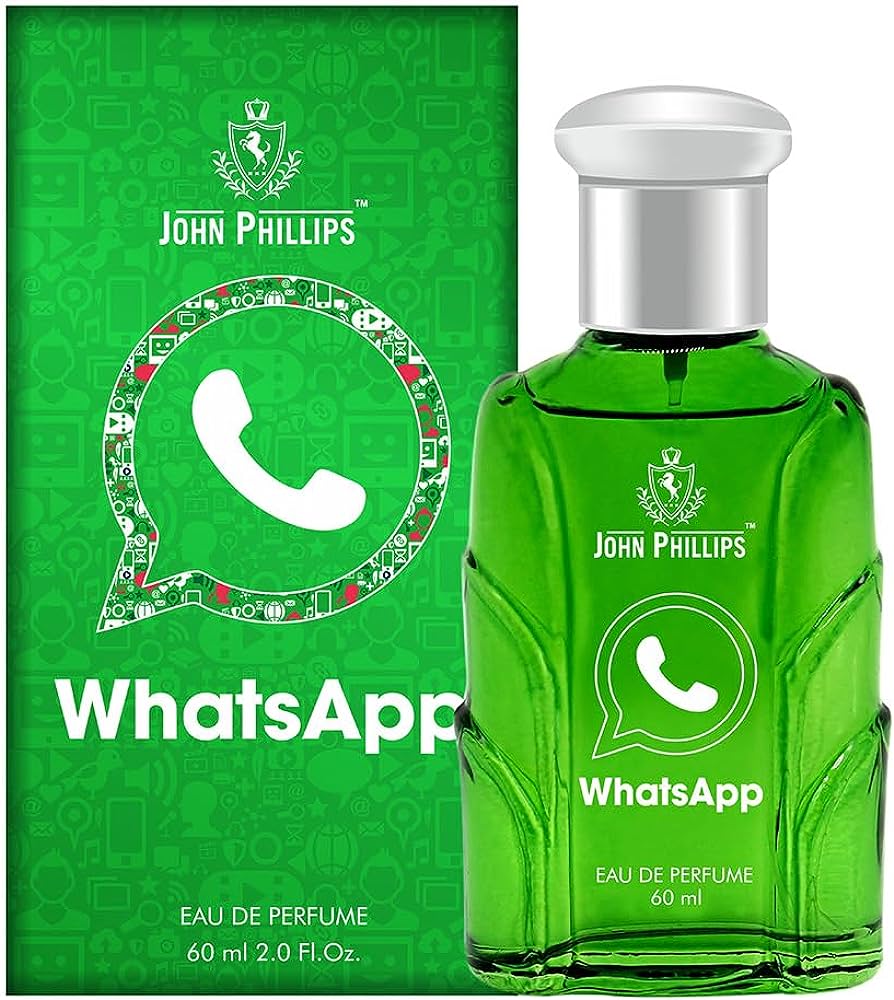 JOHN PHILLIPS™
WhatsApp
EAU DE PERFUME
60 ml 2.0 Fl.Oz.
JOHN PHILLIPS™
WhatsApp
EAU DE PERFUME
60 ml